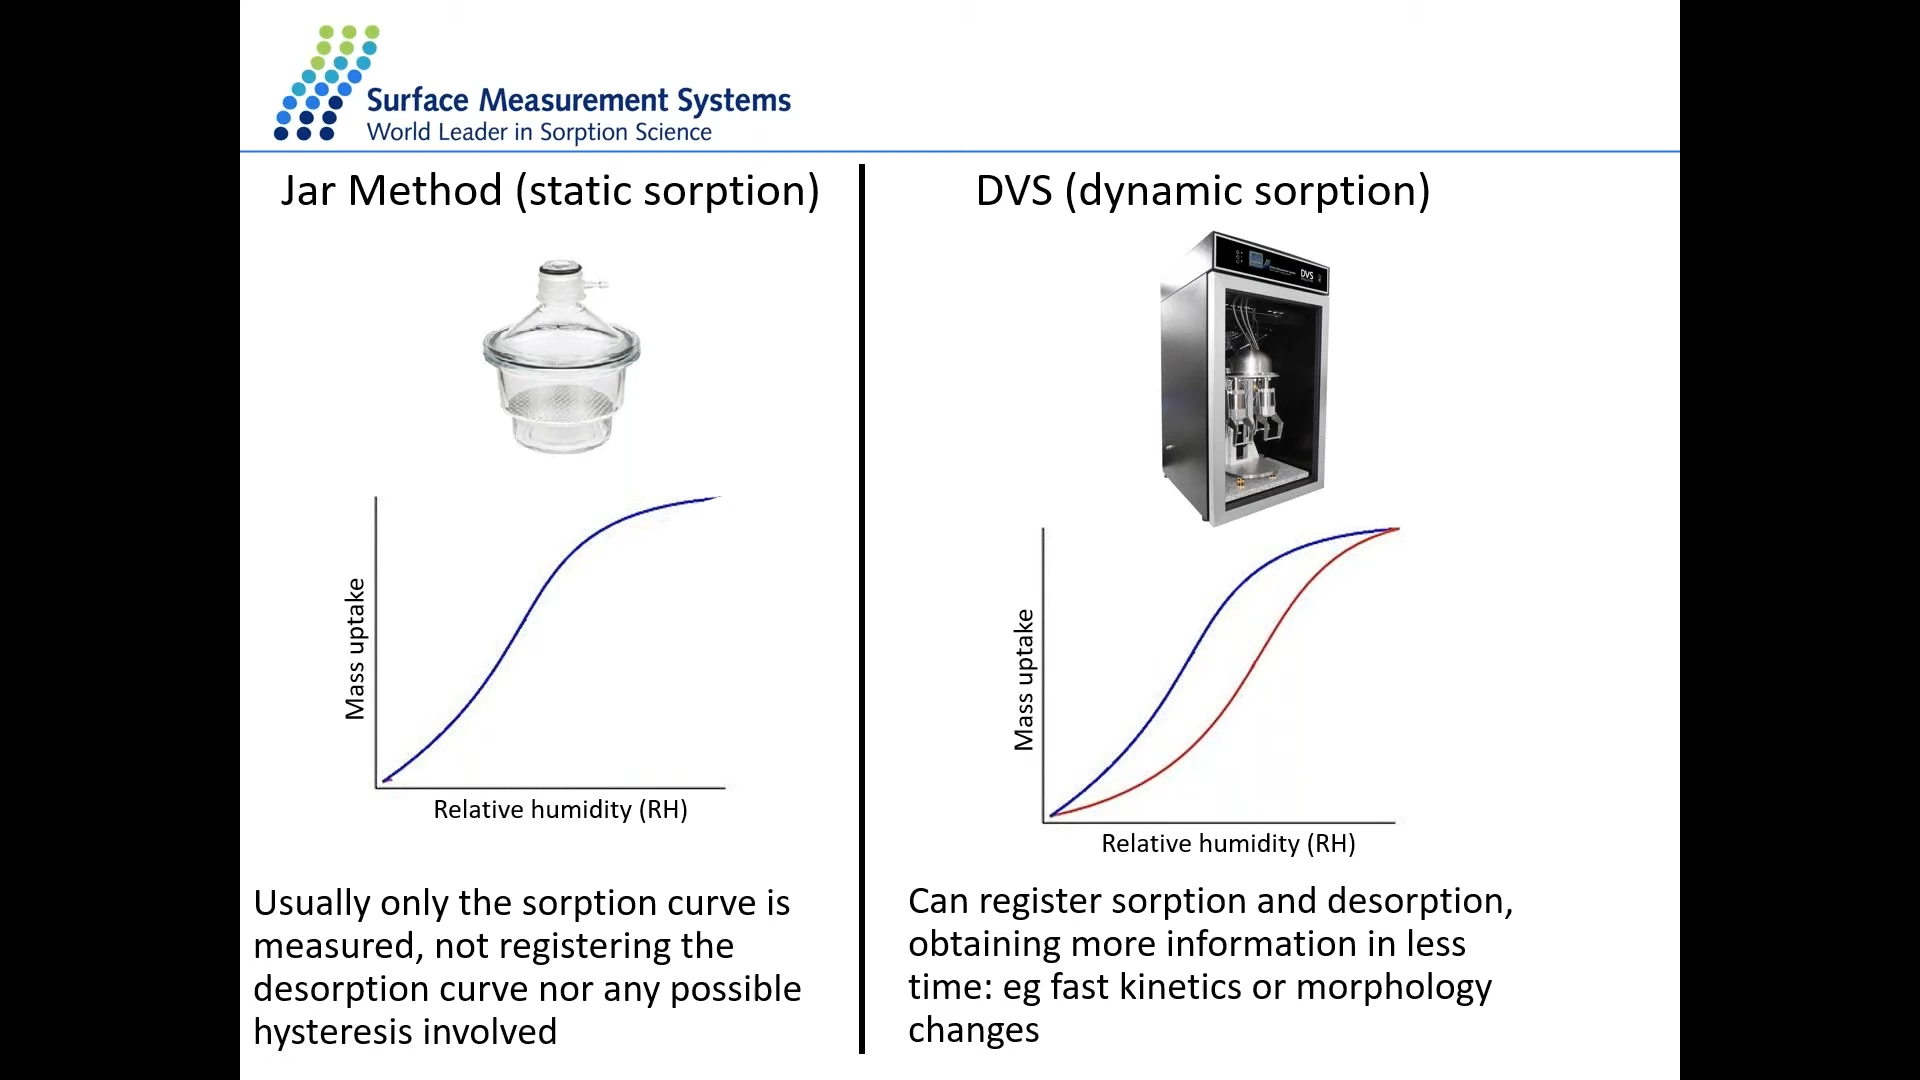 Surface Measurement Systems
World Leader in Sorption Science
Jar Method (static sorption)
Mass uptake
Relative humidity (RH)
Usually only the sorption curve is
measured, not registering the
desorption curve nor any possible
hysteresis involved
DVS (dynamic sorption)
DVS
Mass uptake
Relative humidity (RH)
Can register sorption and desorption,
obtaining more information in less
time: eg fast kinetics or morphology
changes